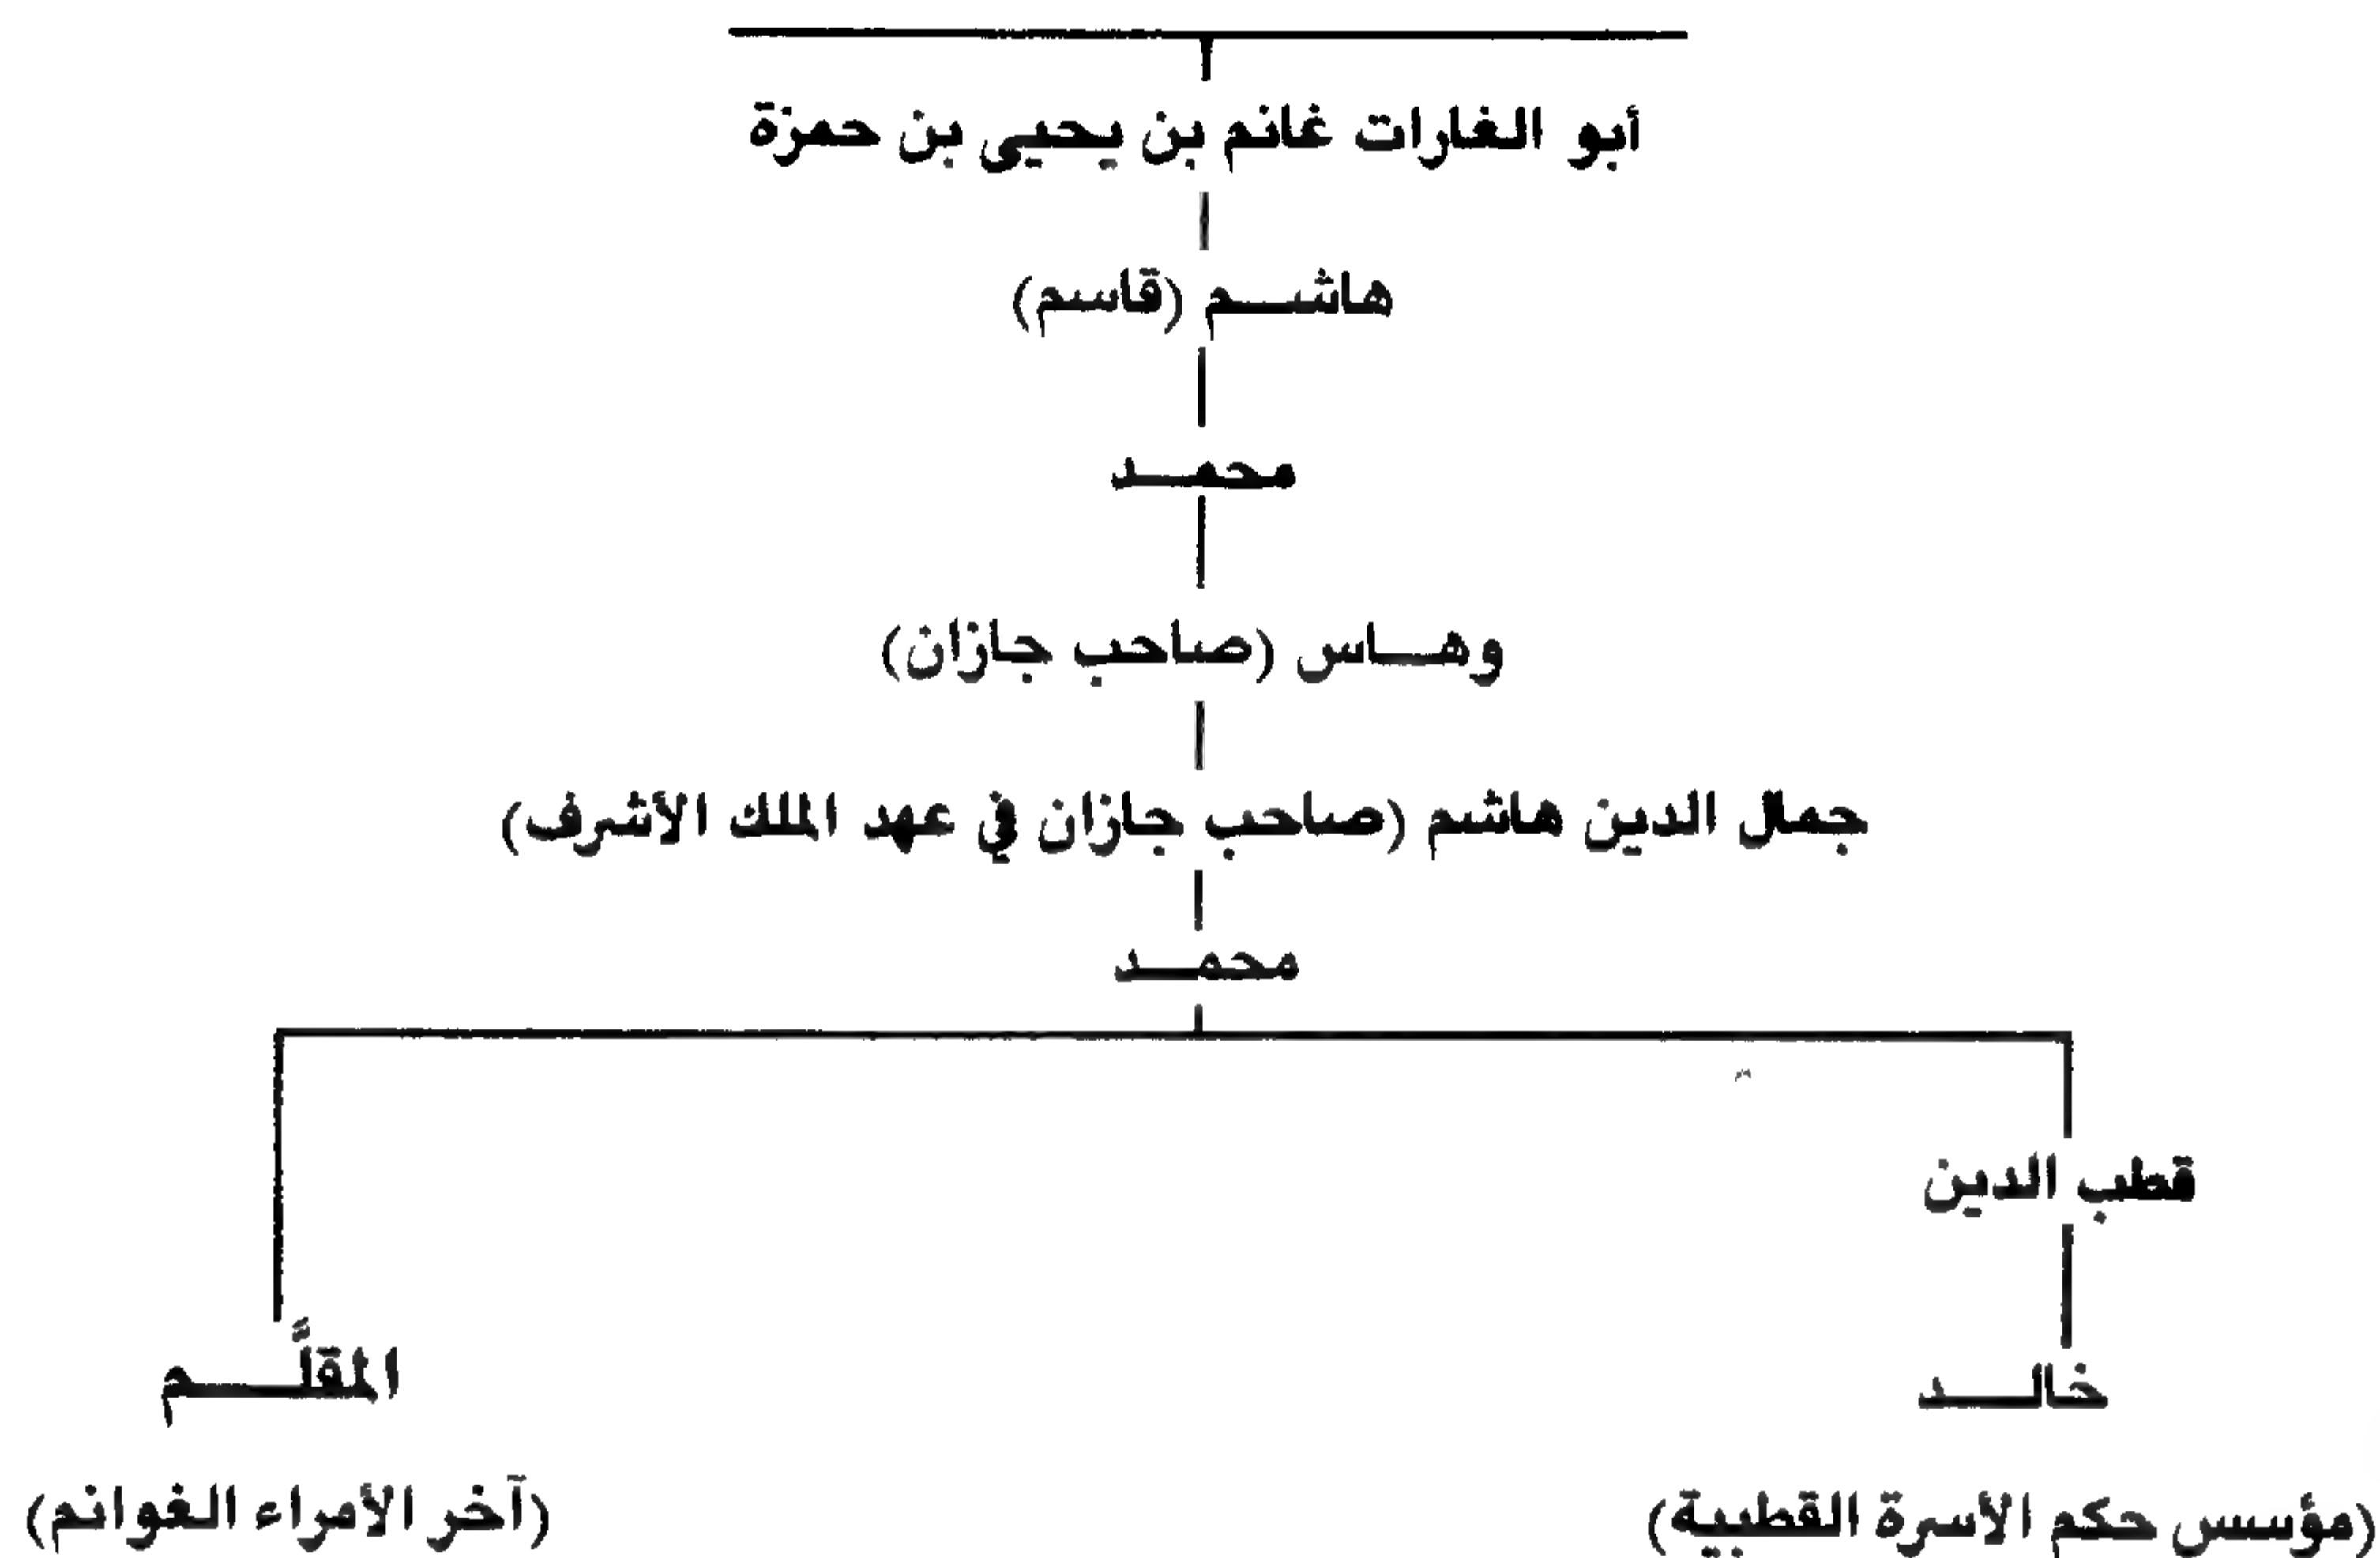 أبو الغارات غانم بن يحيى بن حمزة
هاشم (قاسم)
محمد
وهاس (صاحب جازان)
جمال الدين هاشم (صاحب جازان في عهد الملك الأشرف)
محمد
قطب الدين
خالد
المقلَّم
(مؤسس حكم الأسرة القطبية)
(آخر الأمراء الغوانم)